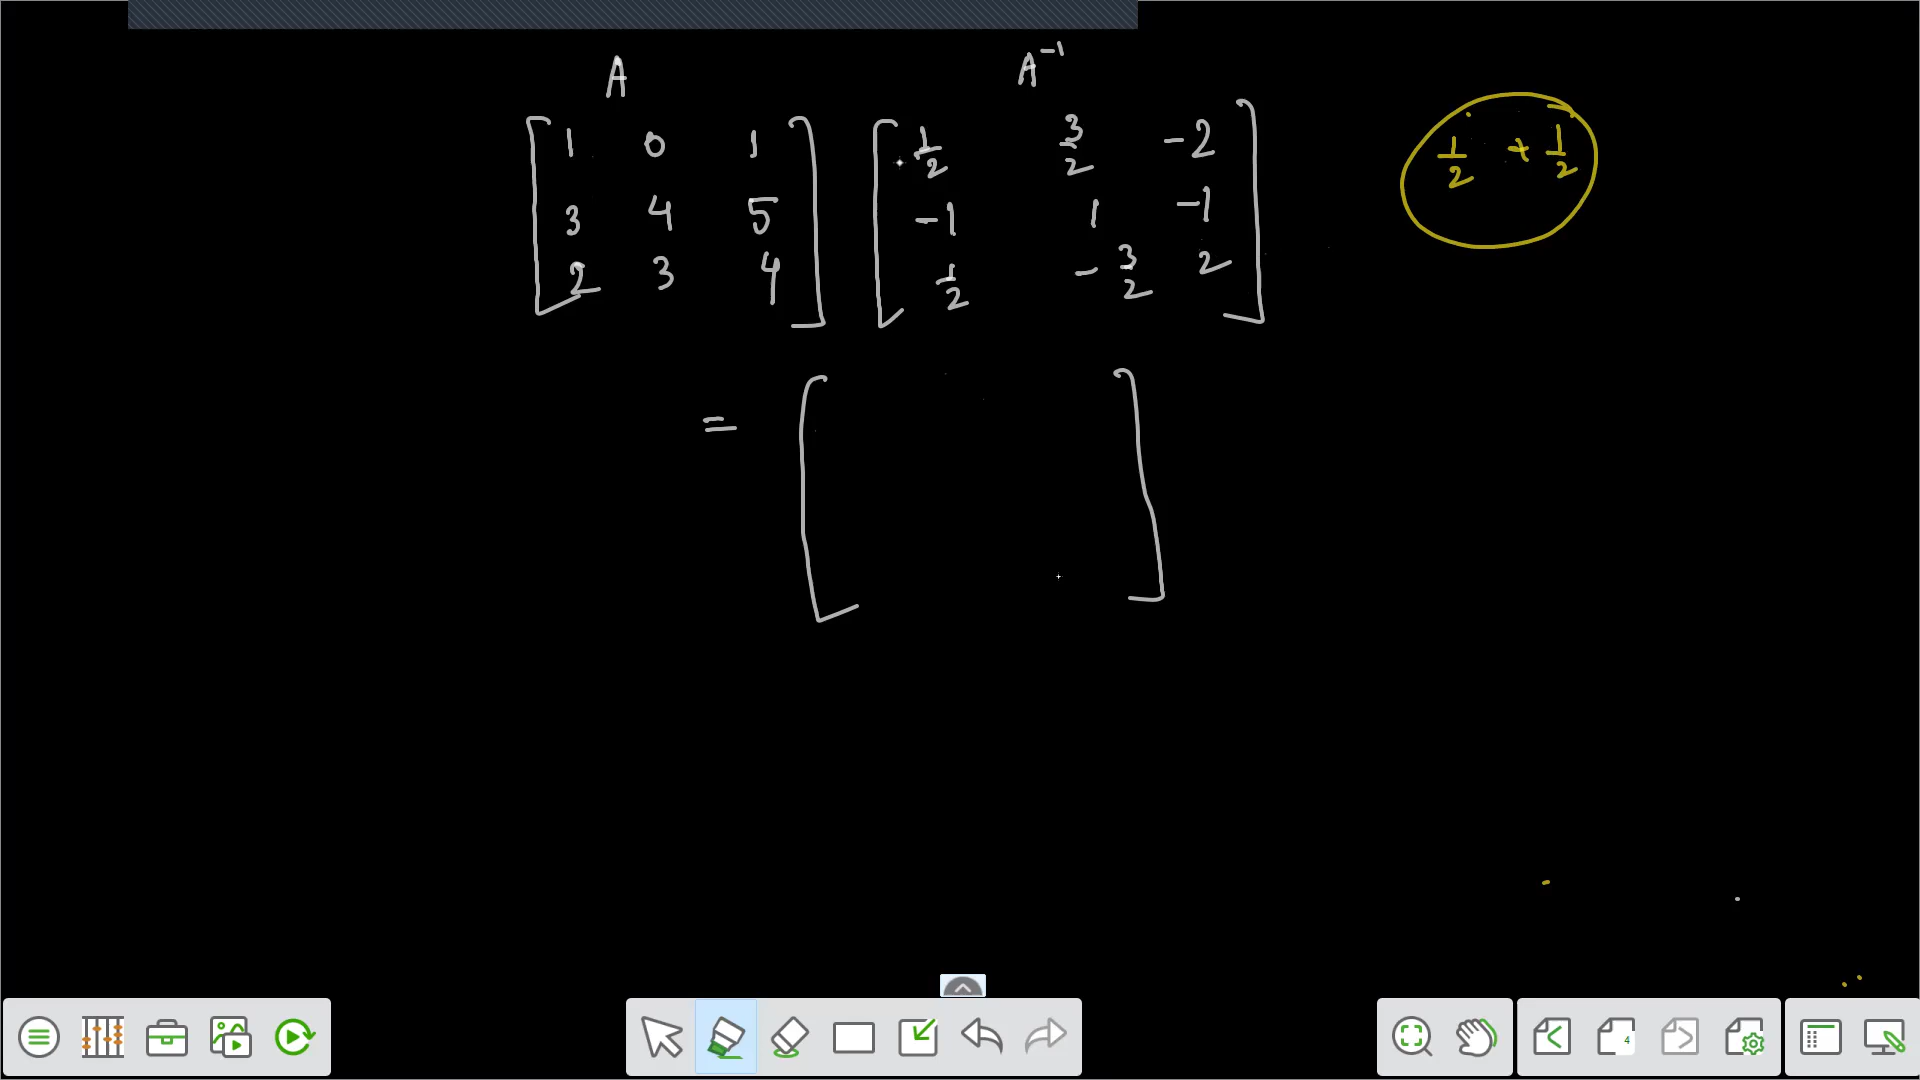 A A⁻¹
[ 1 0 1 ] [ 1/2 3/2 -2 ] 1/2 + 1/2
[ 3 4 5 ] [ -1 1 -1 ]
[ 2 3 4 ] [ 1/2 -3/2 2 ]
= [ ]
4